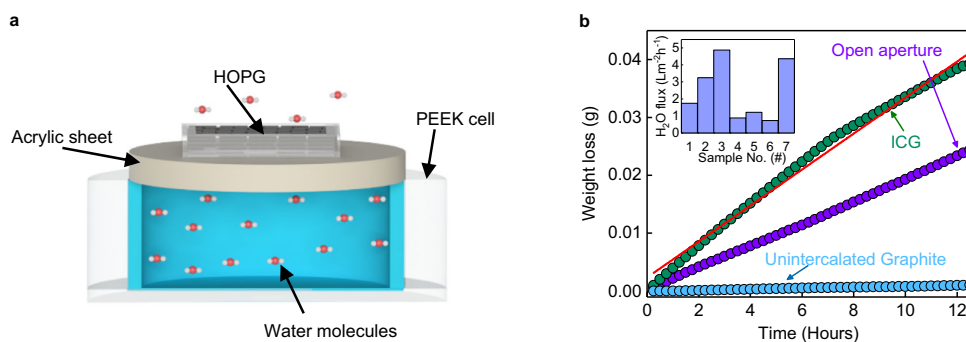 a
HOPG
Acrylic sheet
PEEK cell
Water molecules
b
Weight loss (g)
0.04
0.03
0.02
0.01
0.00
H2O flux (Lm-2h-1)
5
4
3
2
1
0
1 2 3 4 5 6 7
Sample No. (#)
Open aperture
ICG
Unintercalated Graphite
0 2 4 6 8 10 12
Time (Hours)